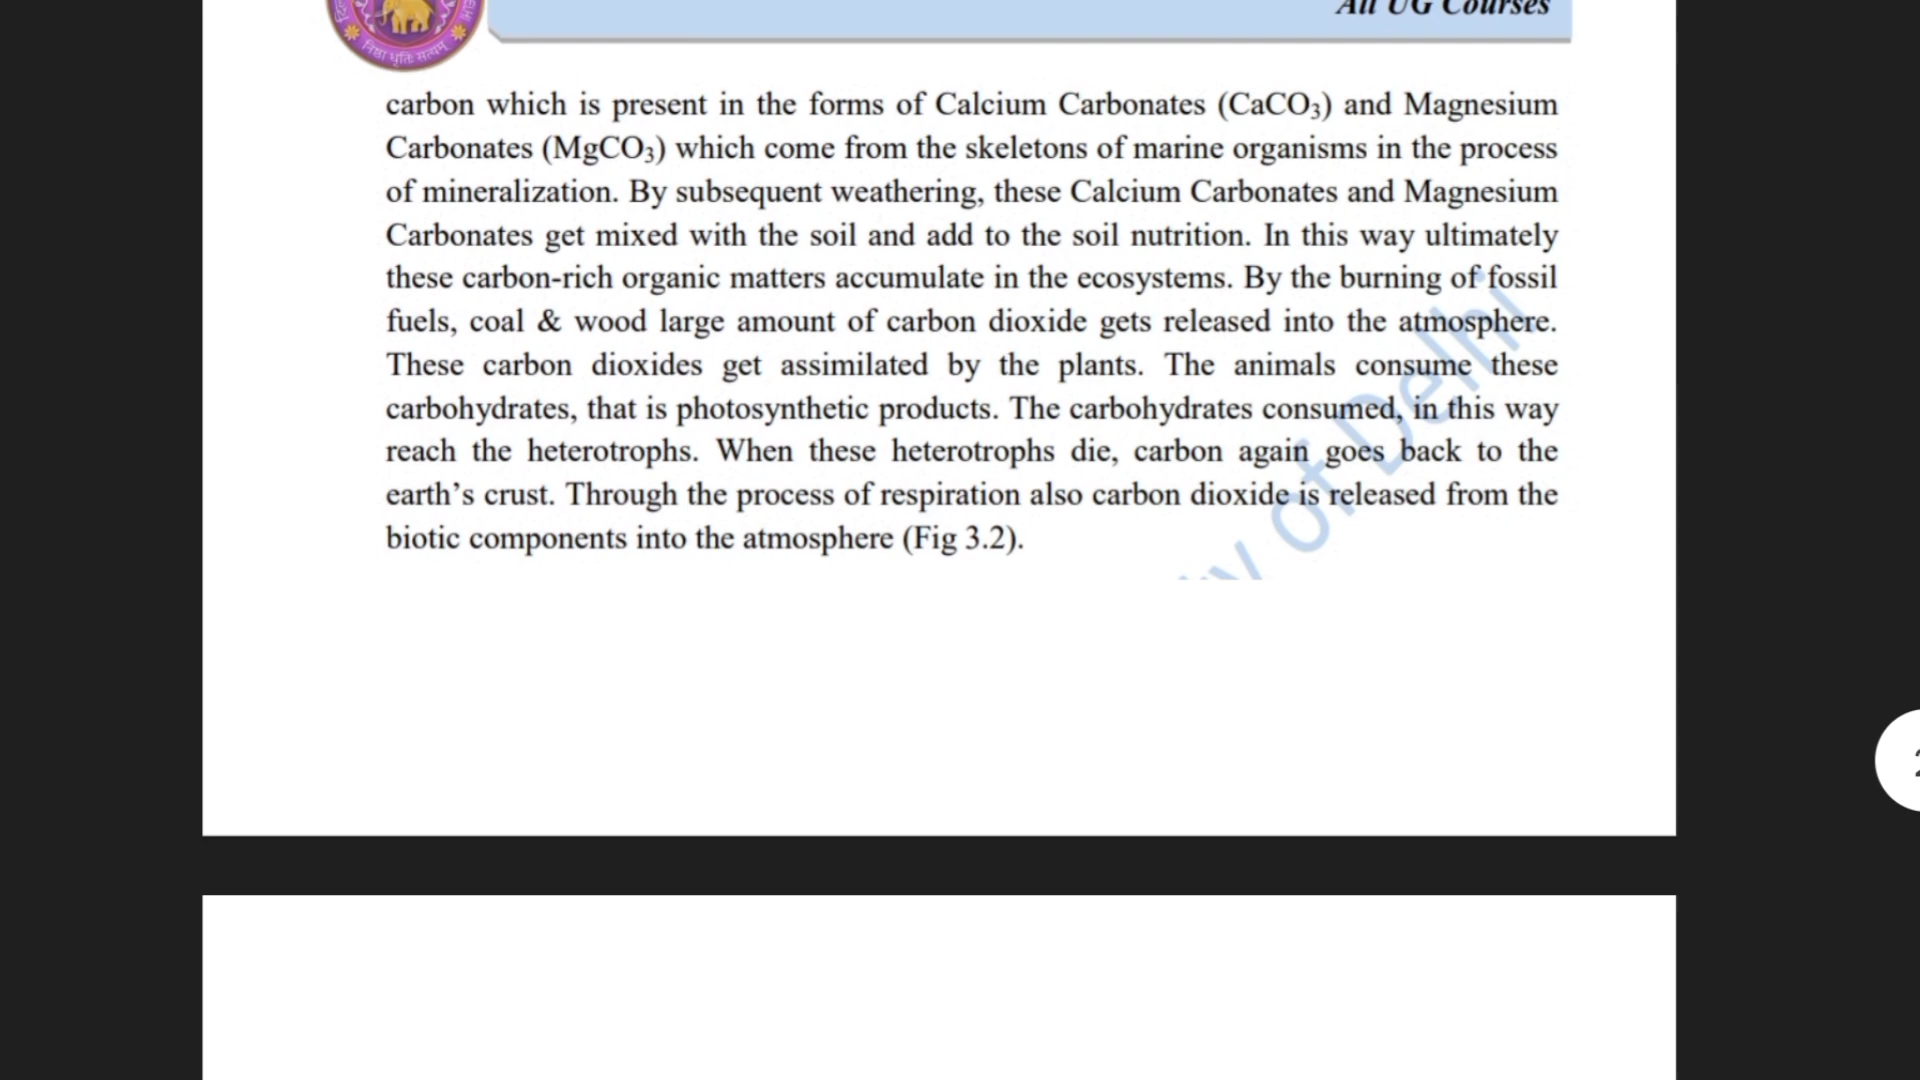 All UG Courses
निष्ठा धृतिः सत्यम्
carbon which is present in the forms of Calcium Carbonates (CaCO₃) and Magnesium
Carbonates (MgCO₃) which come from the skeletons of marine organisms in the process
of mineralization. By subsequent weathering, these Calcium Carbonates and Magnesium
Carbonates get mixed with the soil and add to the soil nutrition. In this way ultimately
these carbon-rich organic matters accumulate in the ecosystems. By the burning of fossil
fuels, coal & wood large amount of carbon dioxide gets released into the atmosphere.
These carbon dioxides get assimilated by the plants. The animals consume these
carbohydrates, that is photosynthetic products. The carbohydrates consumed, in this way
reach the heterotrophs. When these heterotrophs die, carbon again goes back to the
earth’s crust. Through the process of respiration also carbon dioxide is released from the
biotic components into the atmosphere (Fig 3.2).
of Delhi